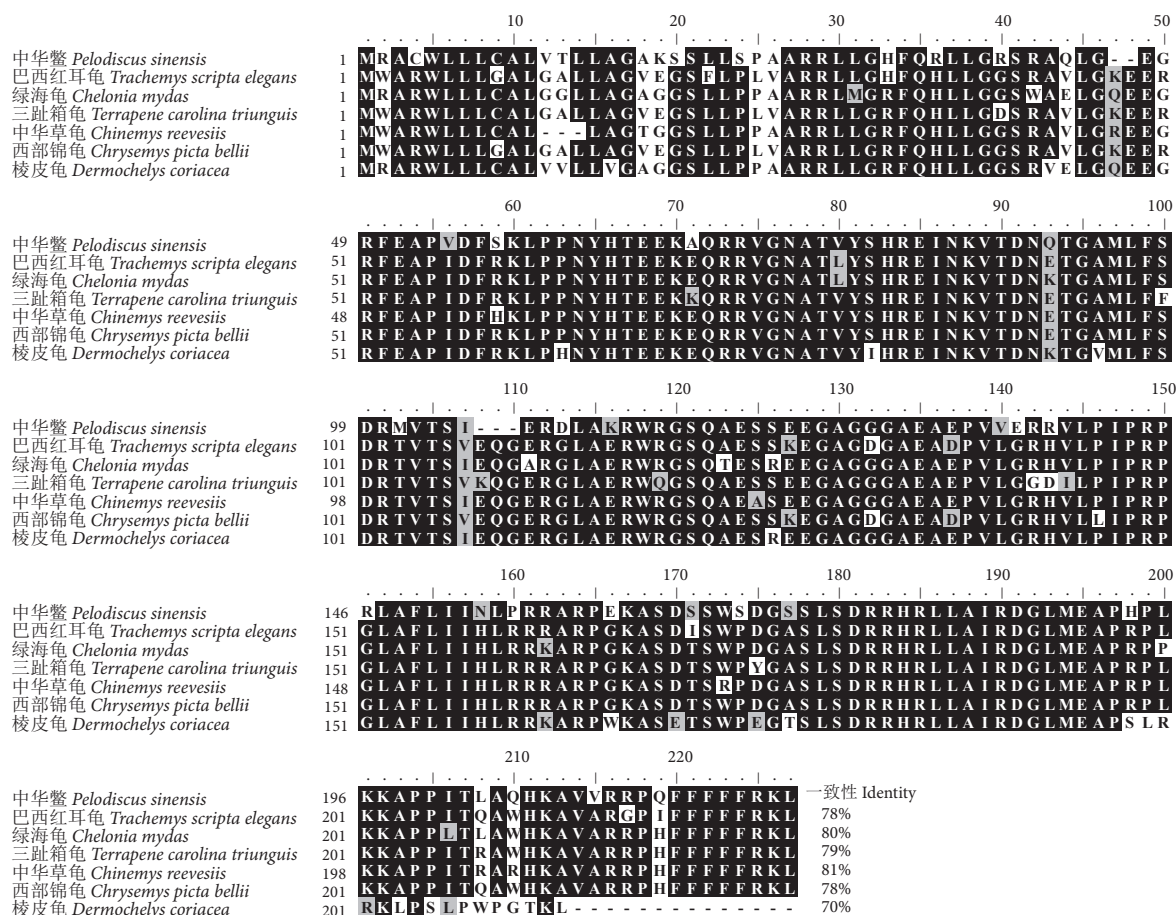 10 20 30 40 50
中华鳖 Pelodiscus sinensis 1 MRACWLLLCALVTLLAGAKSSLLSPAARRLLGHFQRLLGRSRAQLG--EG
巴西红耳龟 Trachemys scripta elegans 1 MWARWLLLGALGALLAGVEGSFLPLVARRLLGHFQHLLGGSRAVLGKEER
绿海龟 Chelonia mydas 1 MRARWLLLCALGGLLAGAGGSLLPPAARRLMGRFQHLLGGSWAELGQEEG
三趾箱龟 Terrapene carolina triunguis 1 MWARWLLLCALGALLAGVEGSLLPLVARRLLGRFQHLLGDSRAVLGKEER
中华草龟 Chinemys reevesiis 1 MWARWLLLCAL---LAGTGGSLLPPAARRLLGRFQHLLGGSRAVLGREEG
西部锦龟 Chrysemys picta bellii 1 MWARWLLLGALGALLAGVEGSLLPLVARRLLGRFQHLLGGSRAVLGKEER
棱皮龟 Dermochelys coriacea 1 MRARWLLLCALVVLLVGAGGSLLPPAARRLLGRFQHLLGGSRVELGQEEG
60 70 80 90 100
中华鳖 Pelodiscus sinensis 49 RFEAPVDFSKLPPNYHTEEKAQRRVGNATVYSHREINKVTDNQTGAMLFS
巴西红耳龟 Trachemys scripta elegans 51 RFEAPIDFRKLPPNYHTEEKEQRRVGNATLYSHREINKVTDNETGAMLFS
绿海龟 Chelonia mydas 51 RFEAPIDFRKLPPNYHTEEKEQRRVGNATLYSHREINKVTDNKTGAMLFS
三趾箱龟 Terrapene carolina triunguis 51 RFEAPIDFRKLPPNYHTEEKKQRRVGNATVYSHREINKVTDNETGAMLFF
中华草龟 Chinemys reevesiis 48 RFEAPIDFHKLPPNYHTEEKEQRRVGNATVYSHREINKVTDNETGAMLFS
西部锦龟 Chrysemys picta bellii 51 RFEAPIDFRKLPPNYHTEEKEQRRVGNATVYSHREINKVTDNETGAMLFS
棱皮龟 Dermochelys coriacea 51 RFEAPIDFRKLPHNYHTEEKEQRRVGNATVYIHREINKVTDNKTGVMLFS
110 120 130 140 150
中华鳖 Pelodiscus sinensis 99 DRMVTSI---ERDLAKRWRGSQAESSEEGAGGGAEAEPVVERRVLPIPRP
巴西红耳龟 Trachemys scripta elegans 101 DRTVTSVEQGERGLAERWRGSQAESSKEGAGDGAEADPVLGRHVLPIPRP
绿海龟 Chelonia mydas 101 DRTVTSIEQGARGLAERWRGSQTESREEGAGGGAEAEPVLGRHVLPIPRP
三趾箱龟 Terrapene carolina triunguis 101 DRTVTSVKQGERGLAERWQGSQAESSEEGAGGGAEAEPVLGGDILPIPRP
中华草龟 Chinemys reevesiis 98 DRTVTSIEQGERGLAERWRGSQAEASEEGAGGGAEAEPVLGRHVLPIPRP
西部锦龟 Chrysemys picta bellii 101 DRTVTSVEQGERGLAERWRGSQAESSKEGAGDGAEADPVLGRHVLLIPRP
棱皮龟 Dermochelys coriacea 101 DRTVTSIEQGERGLAERWRGSQAESREEGAGGGAEAEPVLGRHVLPIPRP
160 170 180 190 200
中华鳖 Pelodiscus sinensis 146 RLAFLIINLPRRARPEKASDSSWSDGSSLSDRRHRLLAIRDGLMEAPHPL
巴西红耳龟 Trachemys scripta elegans 151 GLAFLIIHLRRRARPGKASDISWPDGASLSDRRHRLLAIRDGLMEAPRPL
绿海龟 Chelonia mydas 151 GLAFLIIHLRRKARPGKASDTSWPDGASLSDRRHRLLAIRDGLMEAPRPP
三趾箱龟 Terrapene carolina triunguis 151 GLAFLIIHLRRRARPGKASDTSWPYGASLSDRRHRLLAIRDGLMEAPRPL
中华草龟 Chinemys reevesiis 148 GLAFLIIHLRRRARPGKASDTSRPDGASLSDRRHRLLAIRDGLMEAPRPL
西部锦龟 Chrysemys picta bellii 151 GLAFLIIHLRRRARPGKASDTSWPDGASLSDRRHRLLAIRDGLMEAPRPL
棱皮龟 Dermochelys coriacea 151 GLAFLIIHLRRKARPWKASETSWPEGTSLSDRRHRLLAIRDGLMEAPSLR
210 220
中华鳖 Pelodiscus sinensis 196 KKAPPITLAQHKAVVRRPQFFFFFRKL 一致性 Identity
巴西红耳龟 Trachemys scripta elegans 201 KKAPPITQAWHKAVARGPIFFFFFRKL 78%
绿海龟 Chelonia mydas 201 KKAPPLTLAWHKAVARRPHFFFFFRKL 80%
三趾箱龟 Terrapene carolina triunguis 201 KKAPPITRAWHKAVARRPHFFFFFRKL 79%
中华草龟 Chinemys reevesiis 198 KKAPPITRARHKAVARRPHFFFFFRKL 81%
西部锦龟 Chrysemys picta bellii 201 KKAPPITQAWHKAVARRPHFFFFFRKL 78%
棱皮龟 Dermochelys coriacea 201 RKLPSLPWPGTKL-------------- 70%